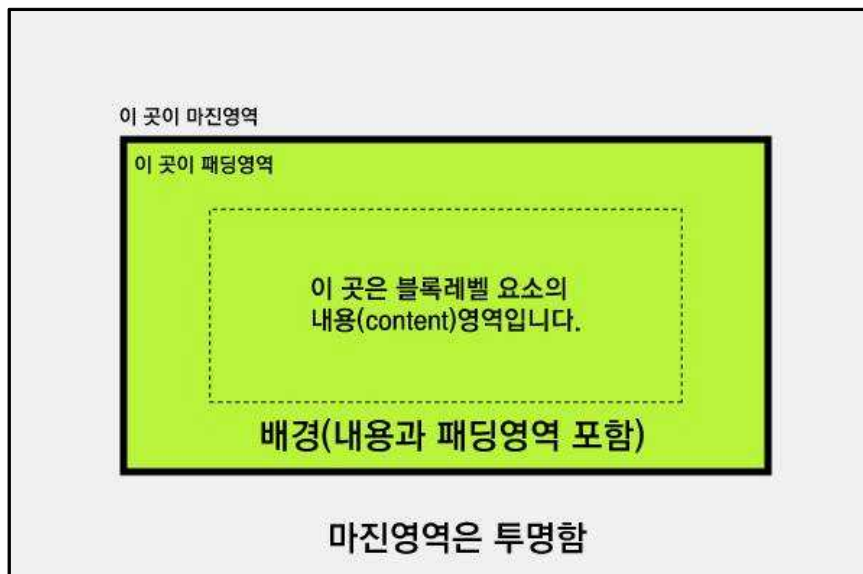 이 곳이 마진영역
이 곳이 패딩영역
이 곳은 블록레벨 요소의
내용(content)영역입니다.
배경(내용과 패딩영역 포함)
마진영역은 투명함